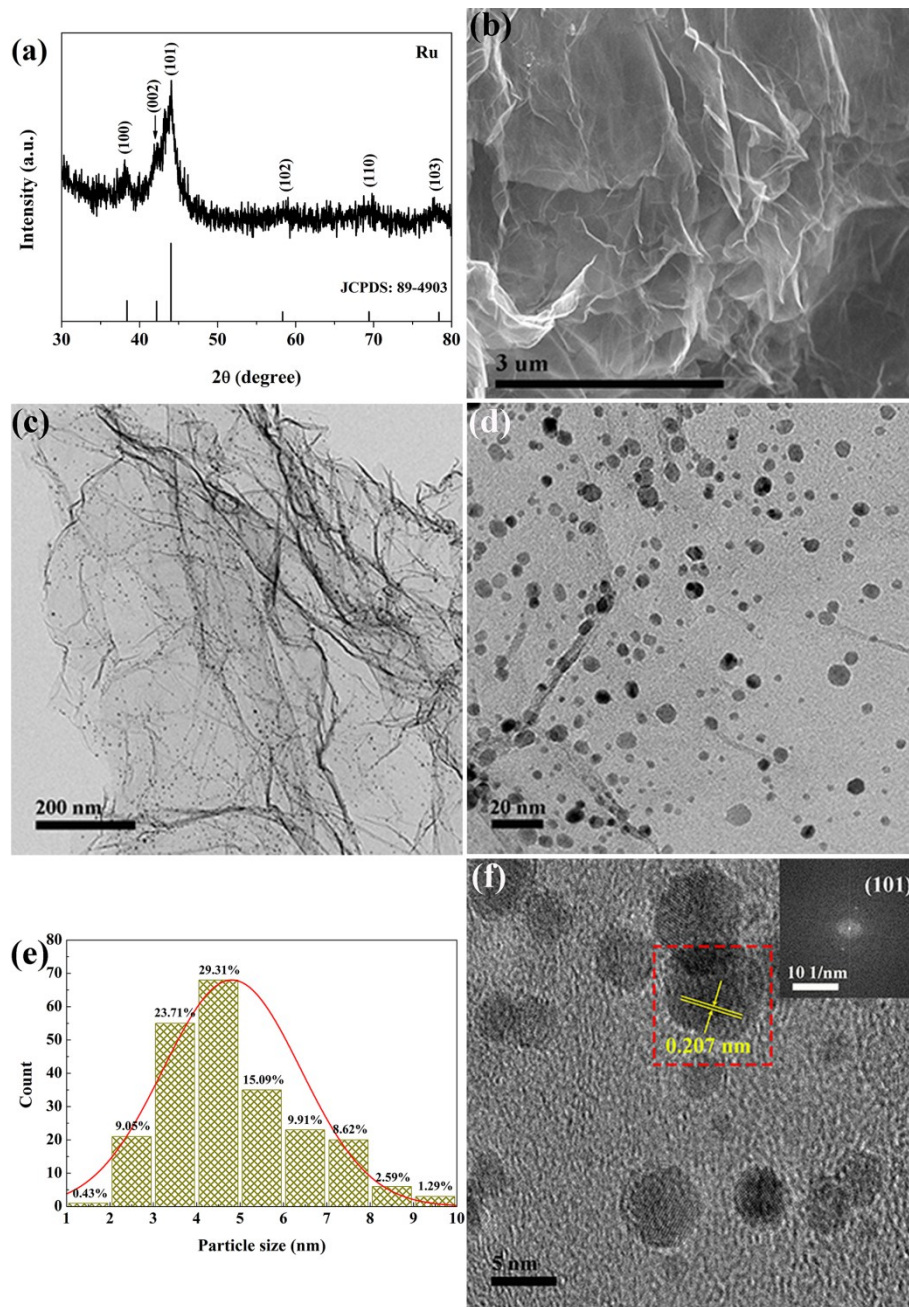 (a)
Ru
(100)
(002)
(101)
(102)
(110)
(103)
Intensity (a.u.)
JCPDS: 89-4903
30 40 50 60 70 80
2θ (degree)
(b)
3 um
(c)
200 nm
(d)
20 nm
(e)
80
70
60
50
40
30
20
10
0
Count
0.43%
9.05%
23.71%
29.31%
15.09%
9.91%
8.62%
2.59%
1.29%
1 2 3 4 5 6 7 8 9 10
Particle size (nm)
(f)
(101)
10 1/nm
0.207 nm
5 nm